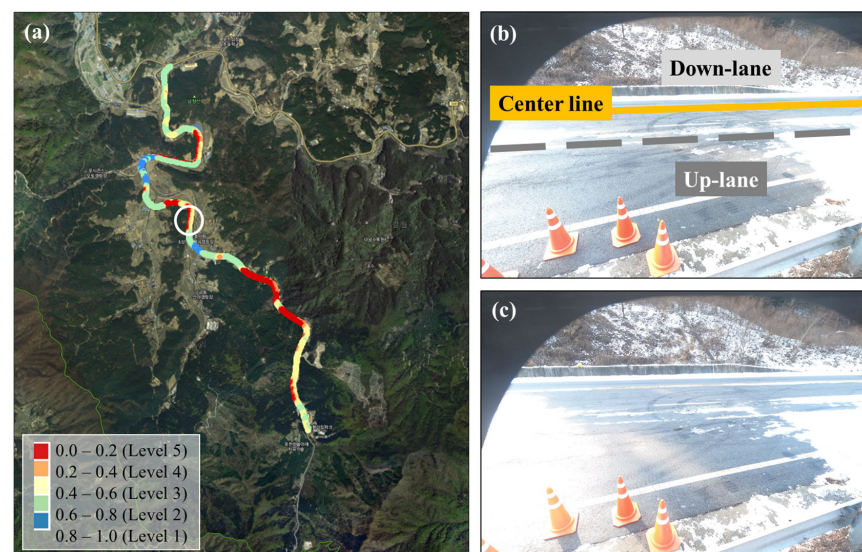 (a)
0.0 – 0.2 (Level 5)
0.2 – 0.4 (Level 4)
0.4 – 0.6 (Level 3)
0.6 – 0.8 (Level 2)
0.8 – 1.0 (Level 1)
(b)
Down-lane
Center line
Up-lane
(c)